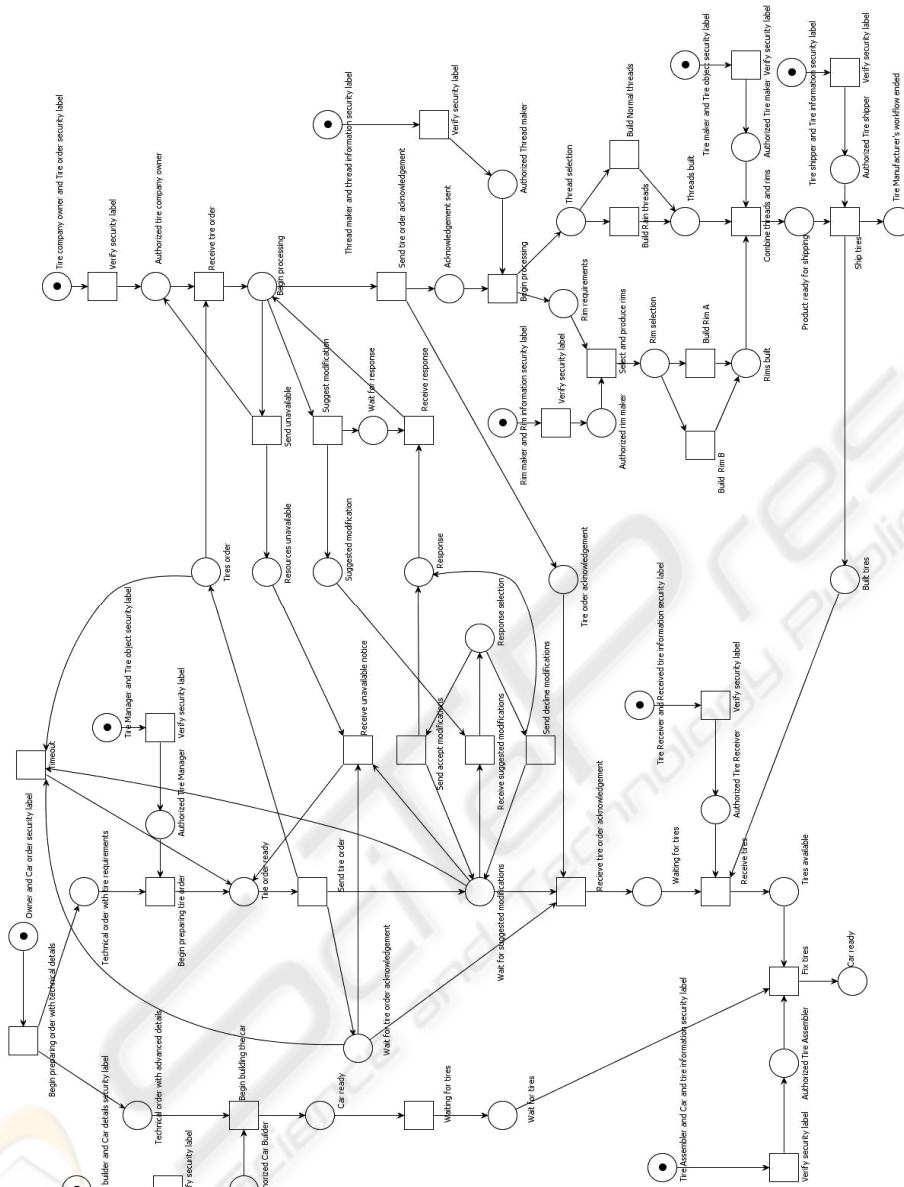 Tire company owner and Tire order security label
Verify security label
Authorized tire company owner
Receive tire order
Begin processing
Send tire order acknowledgement
Acknowledgement sent
Begin processing
Thread maker and thread information security label
Verify security label
Authorized Thread maker
Thread selection
Build Normal threads
Build Rain threads
Threads built
Tire maker and Tire object security label
Verify security label
Authorized Tire maker
Combine threads and rims
Tire shipper and Tire information security label
Verify security label
Authorized Tire shipper
Product ready for shipping
Ship tires
Tire Manufacturer's workflow ended
Rim requirements
Rim maker and Rim information security label
Verify security label
Authorized rim maker
Select and produce rims
Rim selection
Build Rim A
Build Rim B
Rims built
Send unavailable
Suggest modification
Wait for response
Receive response
Tires order
Resources unavailable
Suggested modification
Response
Tire order acknowledgement
Built tires
Timeout
Tire Manager and Tire object security label
Verify security label
Authorized Tire Manager
Receive unavailable notice
Send accept modifications
Receive suggested modifications
Response selection
Send decline modifications
Tire Receiver and Received tire information security label
Verify security label
Authorized Tire Receiver
Owner and Car order security label
Begin preparing order with technical details
Technical order with tire requirements
Begin preparing tire order
Tire order ready
Send tire order
Wait for tire order acknowledgement
Wait for suggested modifications
Recieve tire order acknowledgement
Waiting for tires
Receive tires
Tires available
Fix tires
Car ready
builder and Car details security label
Technical order with advanced details
fy security label
horized Car Builder
Begin building the car
Car ready
Waiting for tires
Wait for tires
Tire Assembler and Car and tire information security label
Verify security label
Authorized Tire Assembler